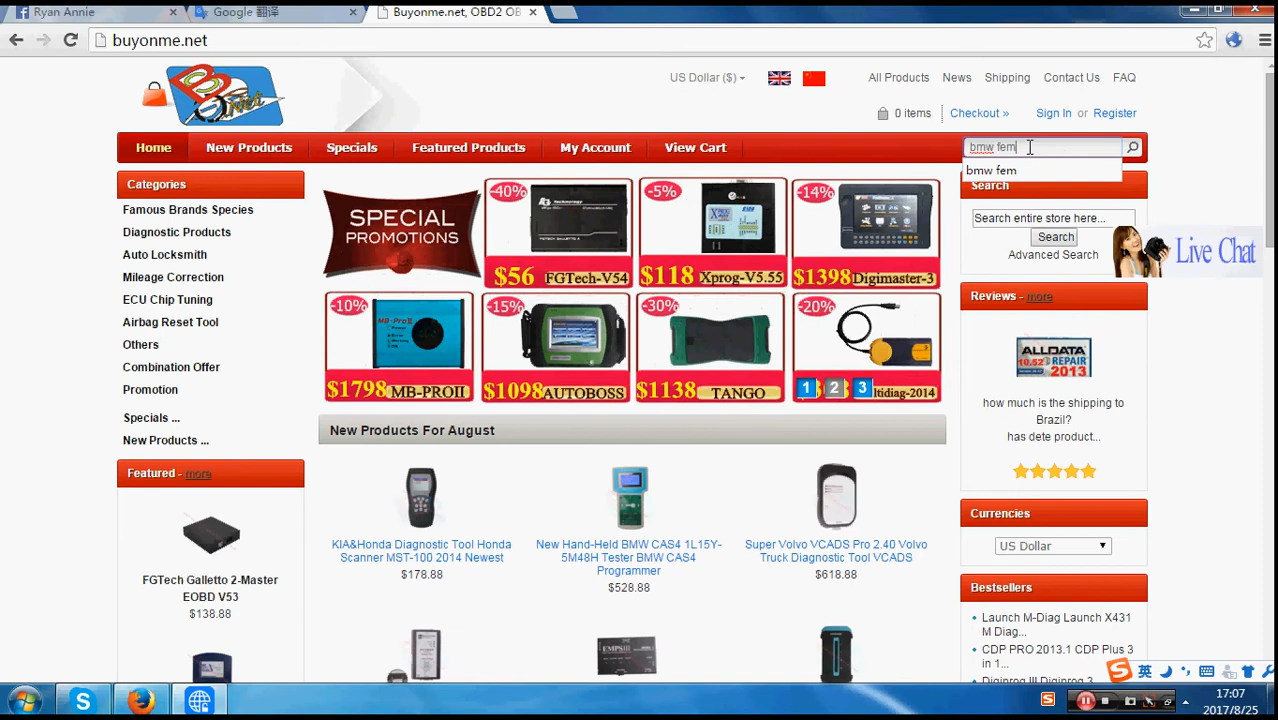 Ryan Annie
Google 翻译
Buyonme.net, OBD2 OB
buyonme.net
US Dollar ($)
All Products News Shipping Contact Us FAQ
0 items Checkout » Sign In or Register
Home New Products Specials Featured Products My Account View Cart
bmw fem
bmw fem
Categories
Famous Brands Species
Diagnostic Products
Auto Locksmith
Mileage Correction
ECU Chip Tuning
Airbag Reset Tool
Others
Combination Offer
Promotion
Specials ...
New Products ...
Featured - more
FGTech Galletto 2-Master
EOBD V53
$138.88
SPECIAL
PROMOTIONS
-40%
$56 FGTech-V54
-5%
$118 Xprog-V5.55
-14%
$1398 Digimaster-3
-10%
MB-PROII
$1798 MB-PROII
-15%
$1098 AUTOBOSS
-30%
$1138 TANGO
-20%
1 2 3
ltidiag-2014
New Products For August
KIA&Honda Diagnostic Tool Honda
Scanner MST-100 2014 Newest
$178.88
New Hand-Held BMW CAS4 1L15Y-
5M48H Tester BMW CAS4
Programmer
$528.88
Super Volvo VCADS Pro 2.40 Volvo
Truck Diagnostic Tool VCADS
$618.88
EMPSIII
Search
Search entire store here...
Search
Advanced Search
Live Chat
Reviews - more
ALLDATA
REPAIR
10.52
2013
how much is the shipping to
Brazil?
has dete product...
Currencies
US Dollar
Bestsellers
Launch M-Diag Launch X431
M Diag...
CDP PRO 2013.1 CDP Plus 3
in 1...
Digiprog III Digiprog 3
英
17:07
2017/8/25